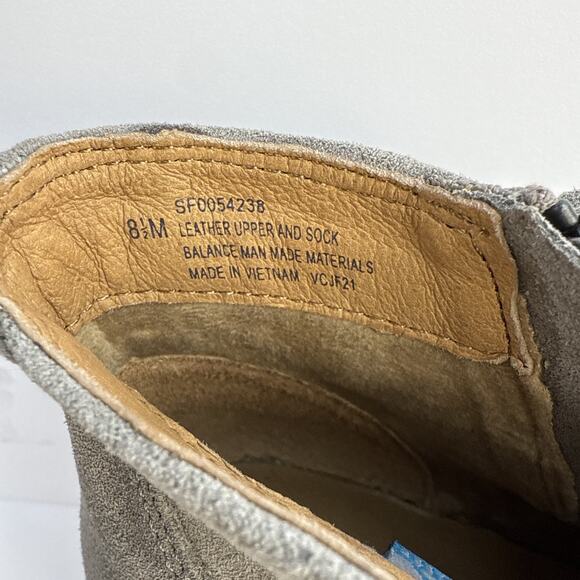 SF0054238
8½M LEATHER UPPER AND SOCK
BALANCE MAN MADE MATERIALS
MADE IN VIETNAM VCJF21